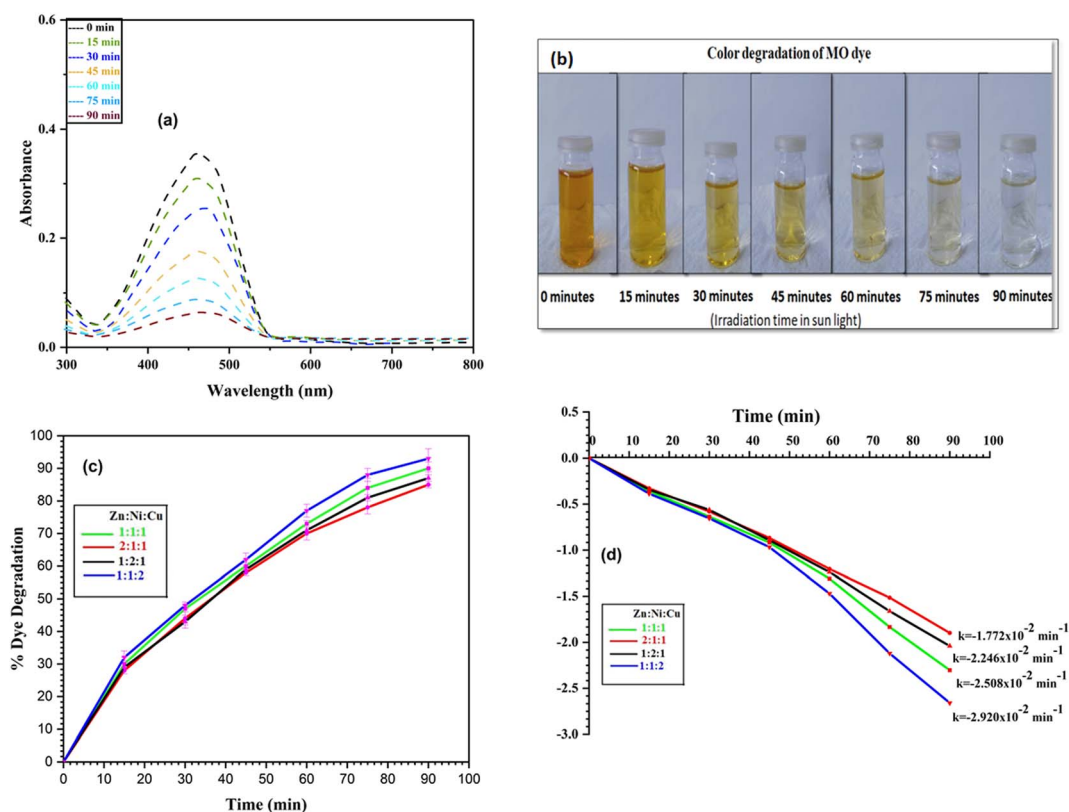 0.6
0.4
0.2
0.0
300
400
500
600
700
800
Absorbance
Wavelength (nm)
0 min
15 min
30 min
45 min
60 min
75 min
90 min
(a)
(b)
Color degradation of MO dye
0 minutes 15 minutes 30 minutes 45 minutes 60 minutes 75 minutes 90 minutes
(Irradiation time in sun light)
100
90
80
70
60
50
40
30
20
10
0
0 10 20 30 40 50 60 70 80 90 100
% Dye Degradation
Time (min)
(c)
Zn:Ni:Cu
1:1:1
2:1:1
1:2:1
1:1:2
Time (min)
0 10 20 30 40 50 60 70 80 90 100
0.5
0.0
-0.5
-1.0
-1.5
-2.0
-2.5
-3.0
(d)
Zn:Ni:Cu
1:1:1
2:1:1
1:2:1
1:1:2
k=-1.772x10⁻² min⁻¹
k=-2.246x10⁻² min⁻¹
k=-2.508x10⁻² min⁻¹
k=-2.920x10⁻² min⁻¹